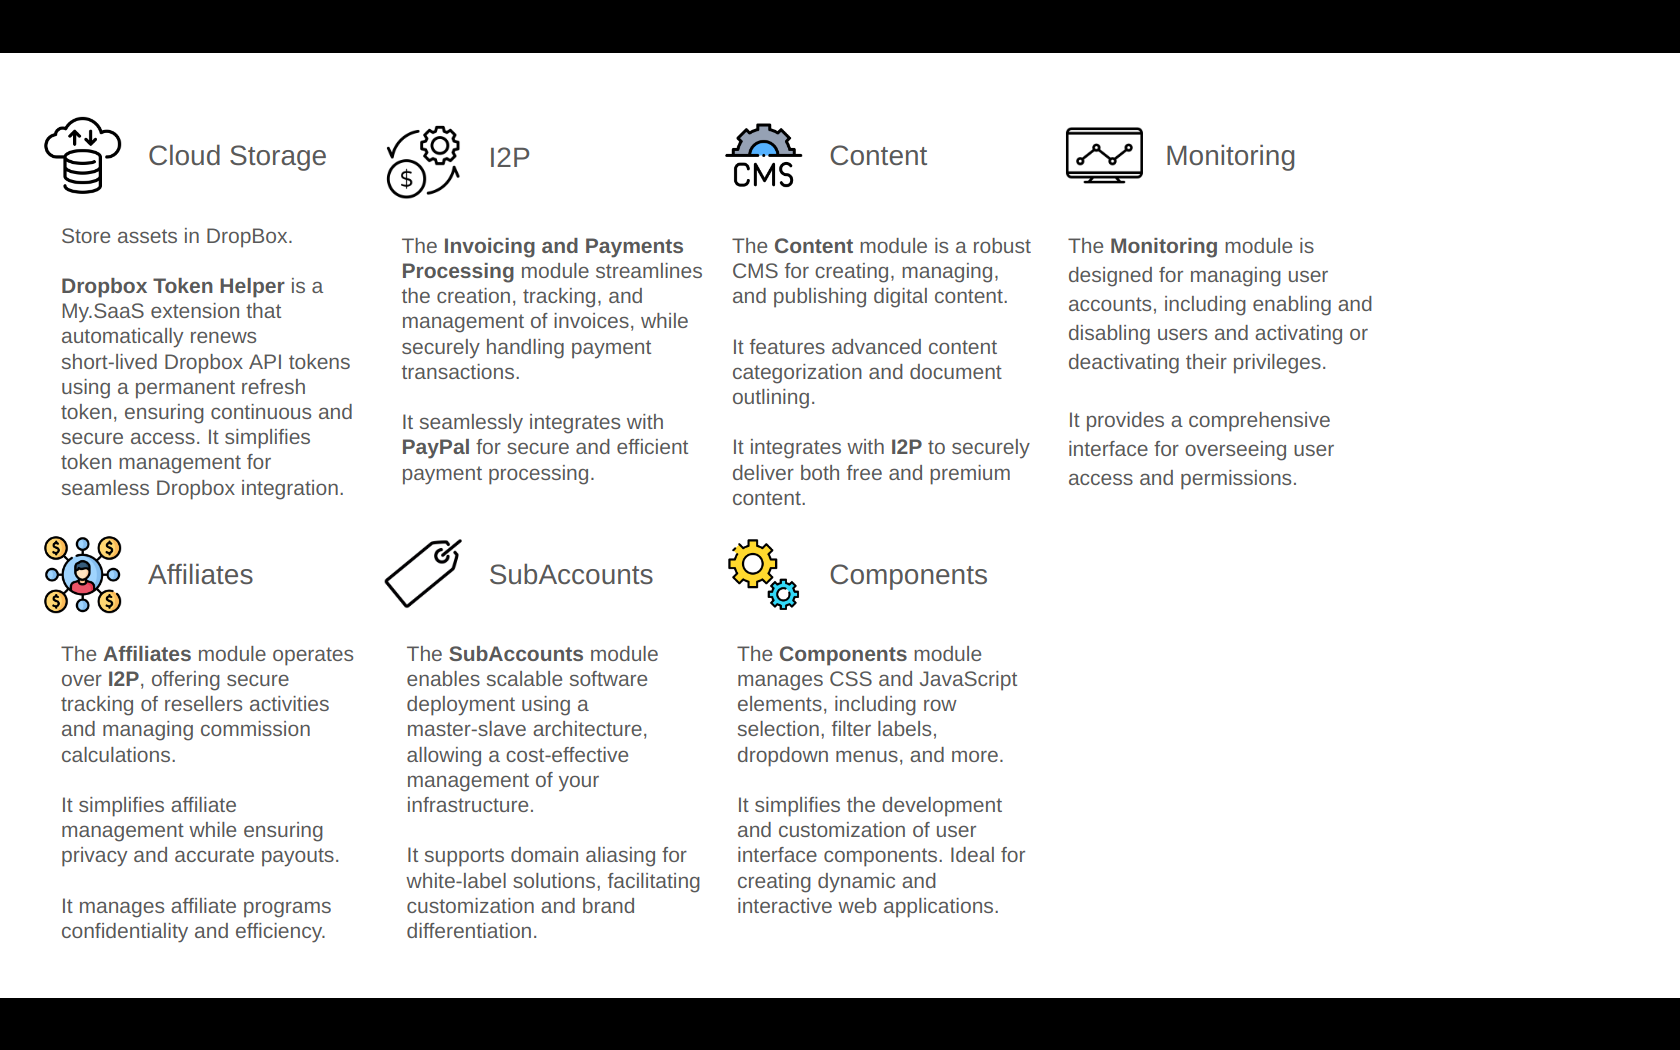 Cloud Storage
Store assets in DropBox.
Dropbox Token Helper is a
My.SaaS extension that
automatically renews
short-lived Dropbox API tokens
using a permanent refresh
token, ensuring continuous and
secure access. It simplifies
token management for
seamless Dropbox integration.
$
I2P
The Invoicing and Payments
Processing module streamlines
the creation, tracking, and
management of invoices, while
securely handling payment
transactions.
It seamlessly integrates with
PayPal for secure and efficient
payment processing.
CMS
Content
The Content module is a robust
CMS for creating, managing,
and publishing digital content.
It features advanced content
categorization and document
outlining.
It integrates with I2P to securely
deliver both free and premium
content.
Monitoring
The Monitoring module is
designed for managing user
accounts, including enabling and
disabling users and activating or
deactivating their privileges.
It provides a comprehensive
interface for overseeing user
access and permissions.
$ $
$ $
Affiliates
The Affiliates module operates
over I2P, offering secure
tracking of resellers activities
and managing commission
calculations.
It simplifies affiliate
management while ensuring
privacy and accurate payouts.
It manages affiliate programs
confidentiality and efficiency.
SubAccounts
The SubAccounts module
enables scalable software
deployment using a
master-slave architecture,
allowing a cost-effective
management of your
infrastructure.
It supports domain aliasing for
white-label solutions, facilitating
customization and brand
differentiation.
Components
The Components module
manages CSS and JavaScript
elements, including row
selection, filter labels,
dropdown menus, and more.
It simplifies the development
and customization of user
interface components. Ideal for
creating dynamic and
interactive web applications.